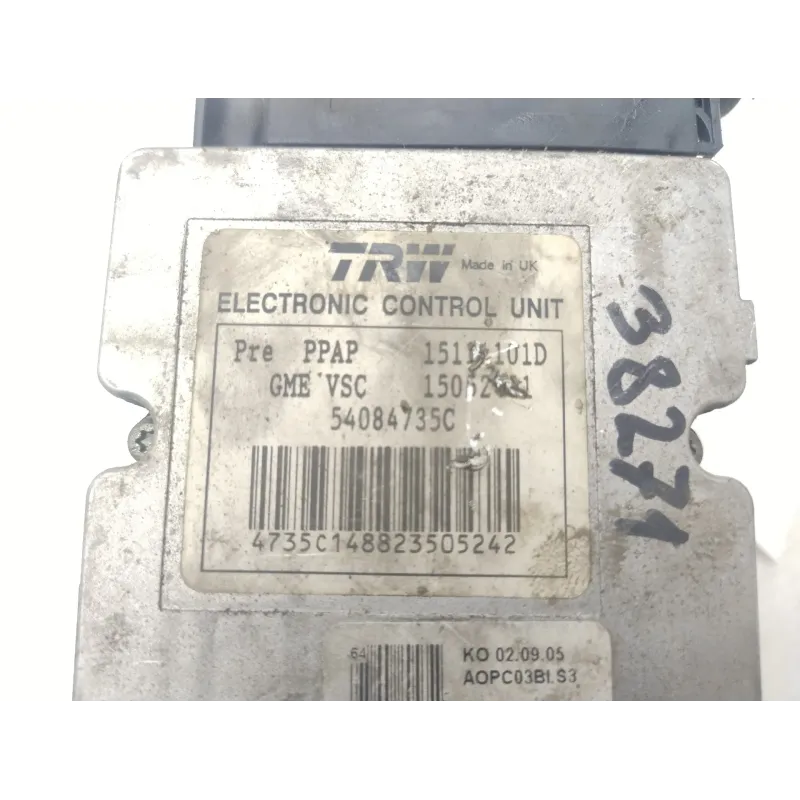 TRW Made in UK
ELECTRONIC CONTROL UNIT
Pre PPAP
GME VSC
54084735C
4735C148823505242
38271
64 KO 02.09.05
AOPC03BLS3